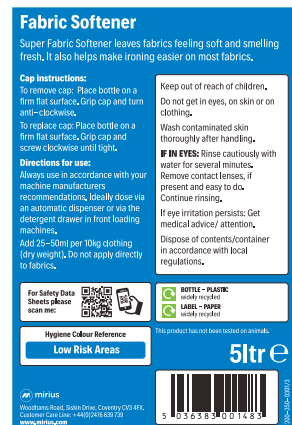 Fabric Softener
Super Fabric Softener leaves fabrics feeling soft and smelling
fresh. It also helps make ironing easier on most fabrics.
Cap instructions:
To remove cap: Place bottle on a
firm flat surface. Grip cap and turn
anti-clockwise.
To replace cap: Place bottle on a
firm flat surface. Grip cap and
screw clockwise until tight.
Directions for use:
Always use in accordance with your
machine manufacturers
recommendations. Ideally dose via
an automatic dispenser or via the
detergent drawer in front loading
machines.
Add 25-50ml per 10kg clothing
(dry weight). Do not apply directly
to fabrics.
Keep out of reach of children.
Do not get in eyes, on skin or on
clothing.
Wash contaminated skin
thoroughly after handling.
IF IN EYES: Rinse cautiously with
water for several minutes.
Remove contact lenses, if
present and easy to do.
Continue rinsing.
If eye irritation persists: Get
medical advice/ attention.
Dispose of contents/container
in accordance with local
regulations.
For Safety Data
Sheets please
scan me:
BOTTLE – PLASTIC
widely recycled
LABEL – PAPER
widely recycled
Hygiene Colour Reference
Low Risk Areas
This product has not been tested on animals.
5ltr e
mirius
Woodhams Road, Siskin Drive, Coventry CV3 4FX.
Customer Care Line: +44(0)2476 639 739
www.mirius.com
5 036383 001483
200-380-0301/3